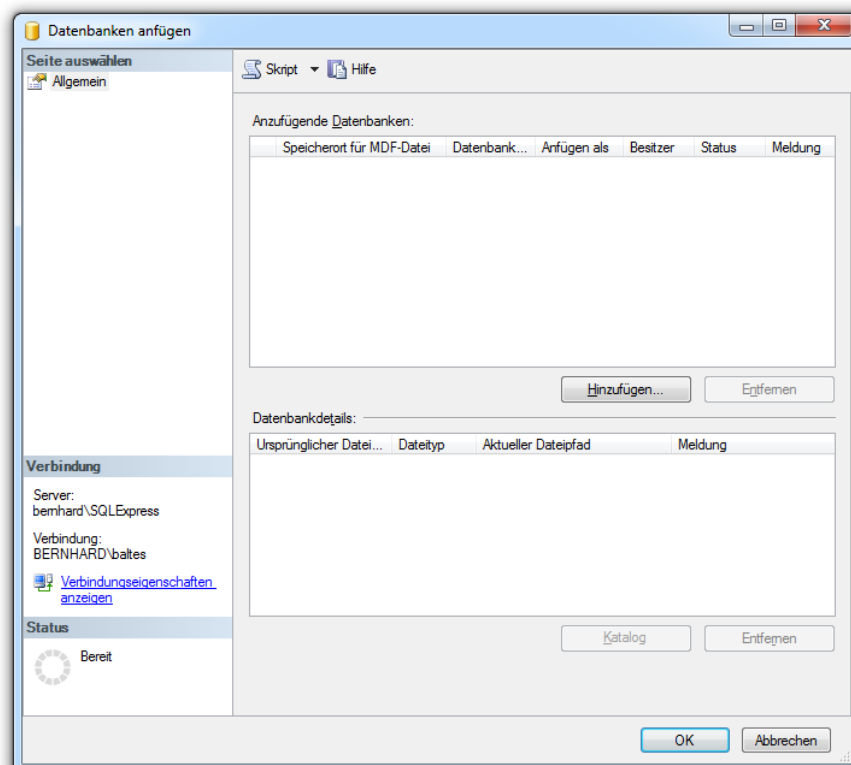 Datenbanken anfügen
Seite auswählen
Allgemein
Skript
Hilfe
Anzufügende Datenbanken:
Speicherort für MDF-Datei Datenbank... Anfügen als Besitzer Status Meldung
Hinzufügen... Entfernen
Datenbankdetails:
Ursprünglicher Datei... Dateityp Aktueller Dateipfad Meldung
Katalog Entfernen
Verbindung
Server:
bernhard\SQLExpress
Verbindung:
BERNHARD\baltes
Verbindungseigenschaften
anzeigen
Status
Bereit
OK Abbrechen